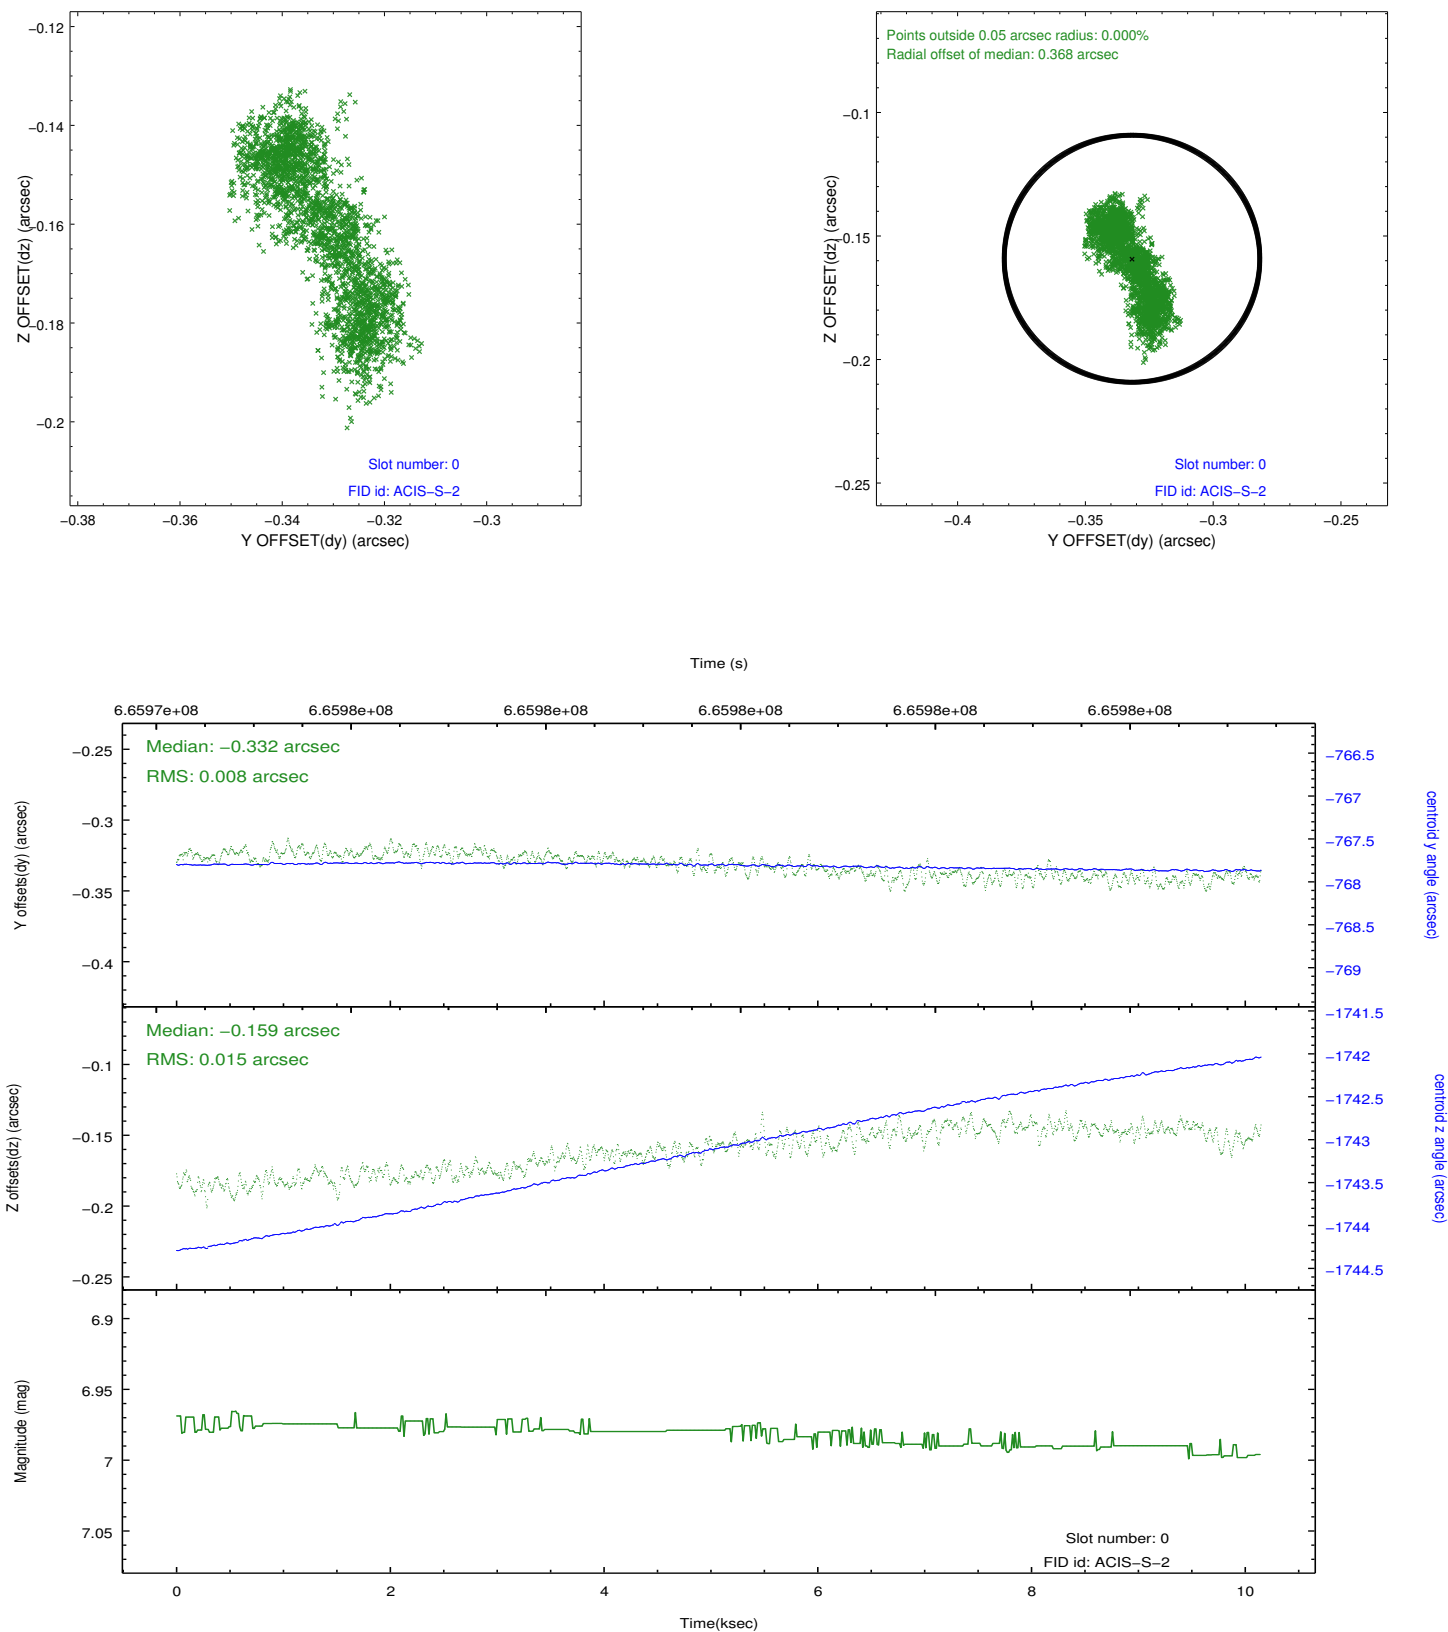 −0.12
−0.14
−0.16
−0.18
−0.2
Z OFFSET(dz) (arcsec)
Slot number: 0
FID id: ACIS−S−2
−0.38
−0.36
−0.34
−0.32
−0.3
Y OFFSET(dy) (arcsec)
Points outside 0.05 arcsec radius: 0.000%
Radial offset of median: 0.368 arcsec
−0.1
−0.15
−0.2
−0.25
Z OFFSET(dz) (arcsec)
Slot number: 0
FID id: ACIS−S−2
−0.4
−0.35
−0.3
−0.25
Y OFFSET(dy) (arcsec)
Time (s)
6.6597e+08
6.6598e+08
6.6598e+08
6.6598e+08
6.6598e+08
6.6598e+08
Median: −0.332 arcsec
RMS: 0.008 arcsec
−0.25
−0.3
−0.35
−0.4
Y offsets(dy) (arcsec)
−766.5
−767
−767.5
−768
−768.5
−769
centroid y angle (arcsec)
Median: −0.159 arcsec
RMS: 0.015 arcsec
−0.1
−0.15
−0.2
−0.25
Z offsets(dz) (arcsec)
−1741.5
−1742
−1742.5
−1743
−1743.5
−1744
−1744.5
centroid z angle (arcsec)
6.9
6.95
7
7.05
Magnitude (mag)
Slot number: 0
FID id: ACIS−S−2
0
2
4
6
8
10
Time(ksec)